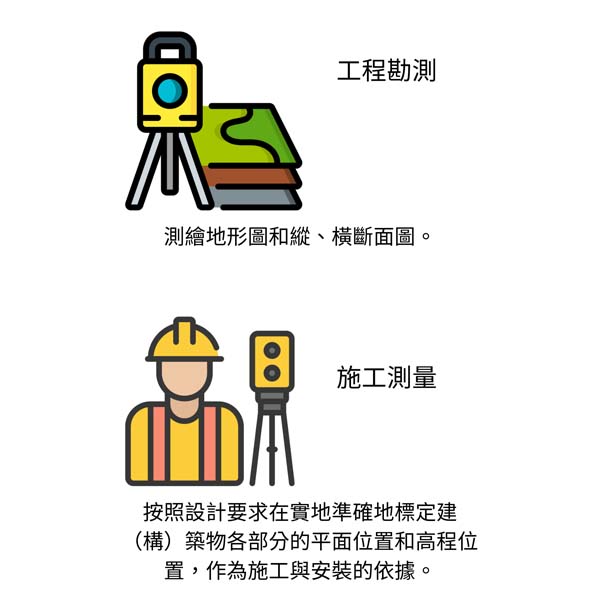 工程勘測
測繪地形圖和縱、橫斷面圖。
施工測量
按照設計要求在實地準確地標定建
（構）築物各部分的平面位置和高程位
置，作為施工與安裝的依據。